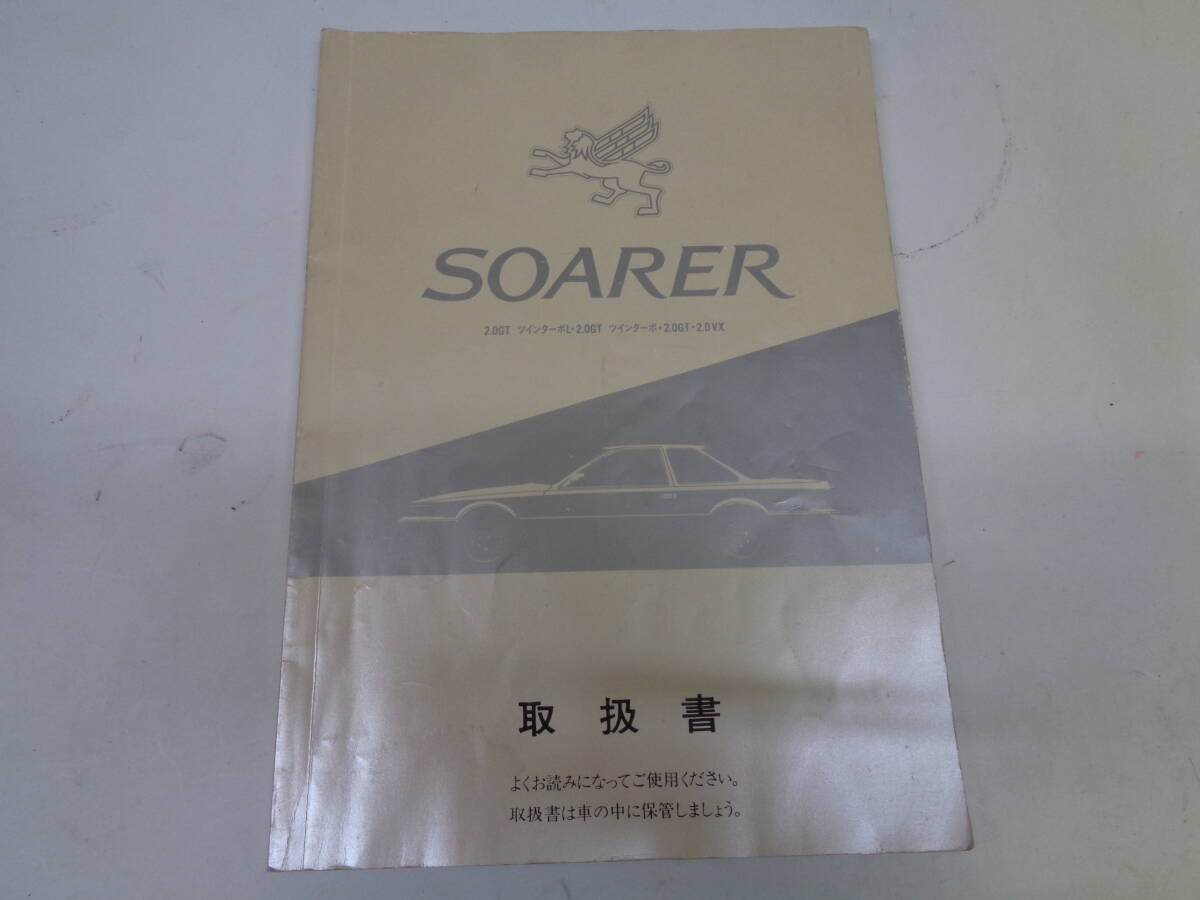 SOARER
2.0GT ツインターボL・2.0GT ツインターボ・2.0GT・2.0VX
取扱書
よくお読みになってご使用ください。
取扱書は車の中に保管しましょう。